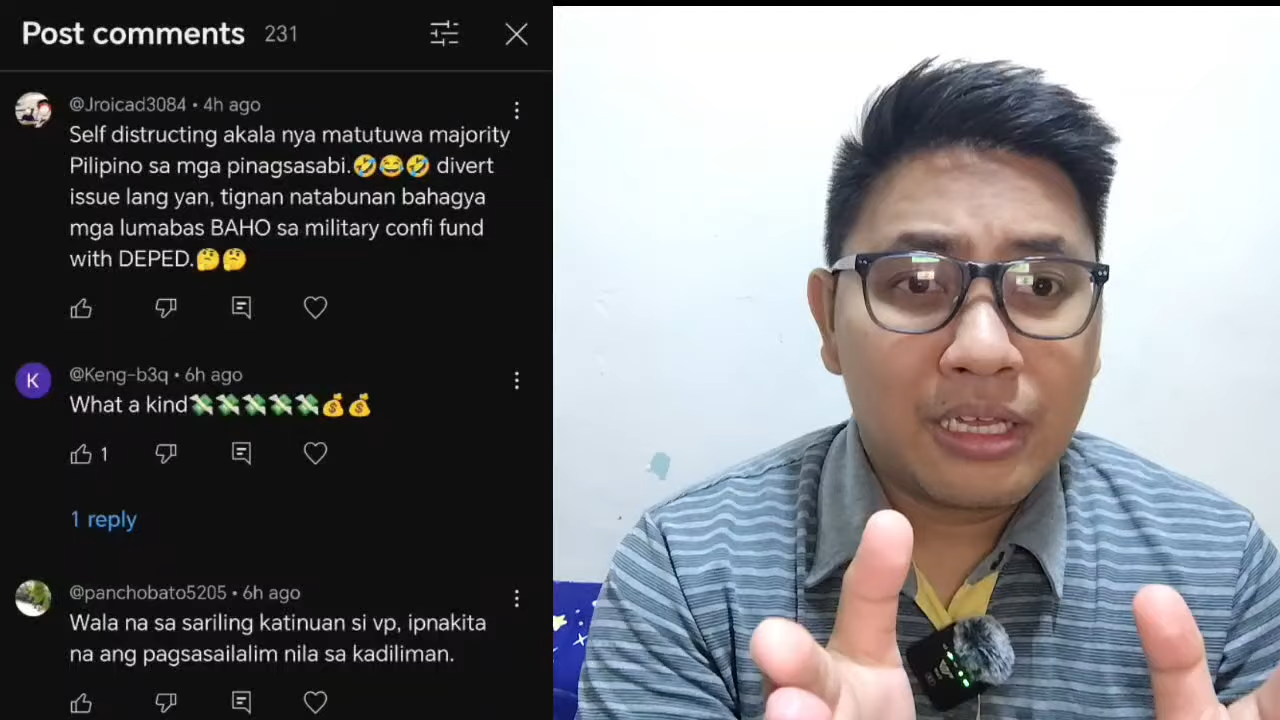 Post comments 231
@Jroicad3084 • 4h ago
Self distructing akala nya matutuwa majority
Pilipino sa mga pinagsasabi.🤣😂🤣 divert
issue lang yan, tignan natabunan bahagya
mga lumabas BAHO sa military confi fund
with DEPED.🤔🤔
K
@Keng-b3q • 6h ago
What a kind💸💸💸💸💸💰💰
1
1 reply
@panchobato5205 • 6h ago
Wala na sa sariling katinuan si vp, ipnakita
na ang pagsasailalim nila sa kadiliman.